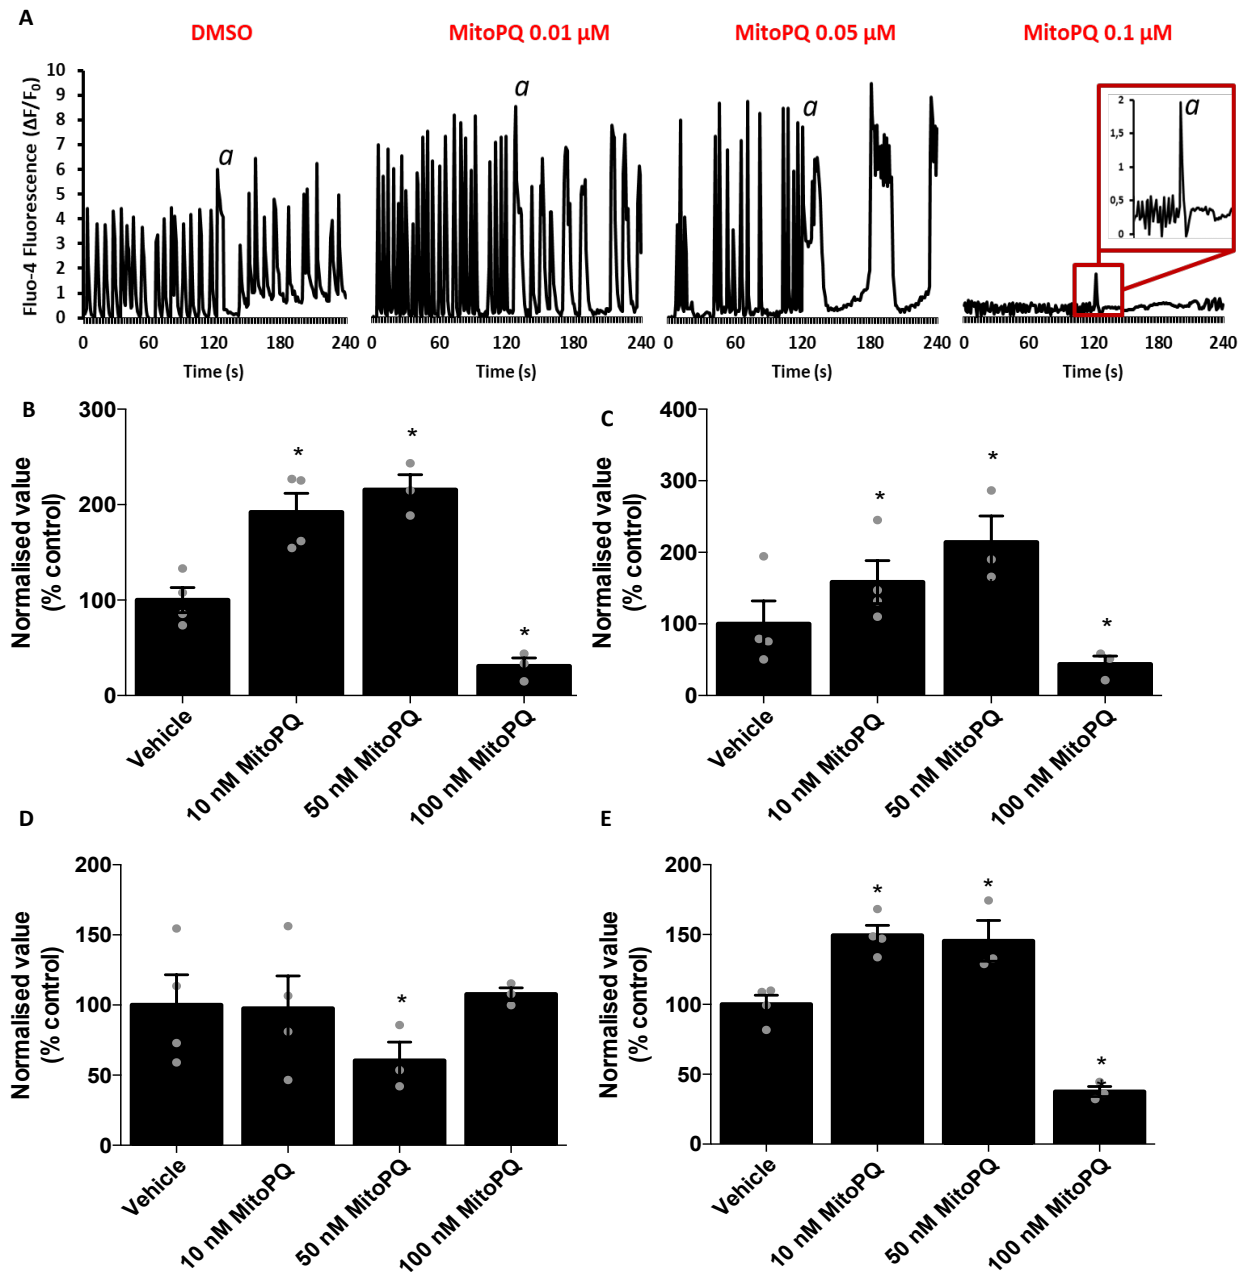 A
DMSO
MitoPQ 0.01 μM
MitoPQ 0.05 μM
MitoPQ 0.1 μM
Fluo-4 Fluorescence (ΔF/F0)
10
9
8
7
6
5
4
3
2
1
0
a
a
a
2
1,5
1
0,5
0
a
0 60 120 180 240
0 60 120 180 240
0 60 120 180 240
0 60 120 180 240
Time (s)
Time (s)
Time (s)
Time (s)
B
Normalised value
(% control)
300
200
100
0
*
*
*
Vehicle
10 nM MitoPQ
50 nM MitoPQ
100 nM MitoPQ
C
Normalised value
(% control)
400
300
200
100
0
*
*
*
Vehicle
10 nM MitoPQ
50 nM MitoPQ
100 nM MitoPQ
D
Normalised value
(% control)
200
150
100
50
0
*
Vehicle
10 nM MitoPQ
50 nM MitoPQ
100 nM MitoPQ
E
Normalised value
(% control)
200
150
100
50
0
*
*
*
Vehicle
10 nM MitoPQ
50 nM MitoPQ
100 nM MitoPQ